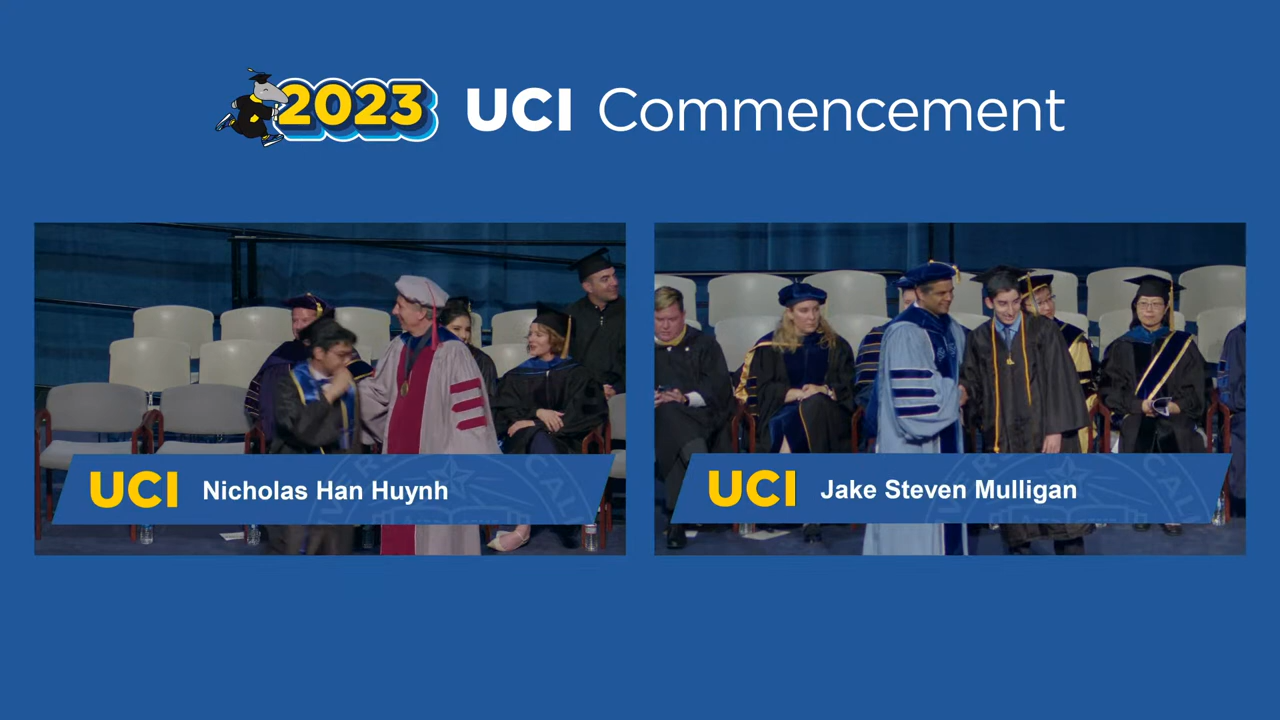 2023 UCI Commencement
UCI Nicholas Han Huynh
UCI Jake Steven Mulligan